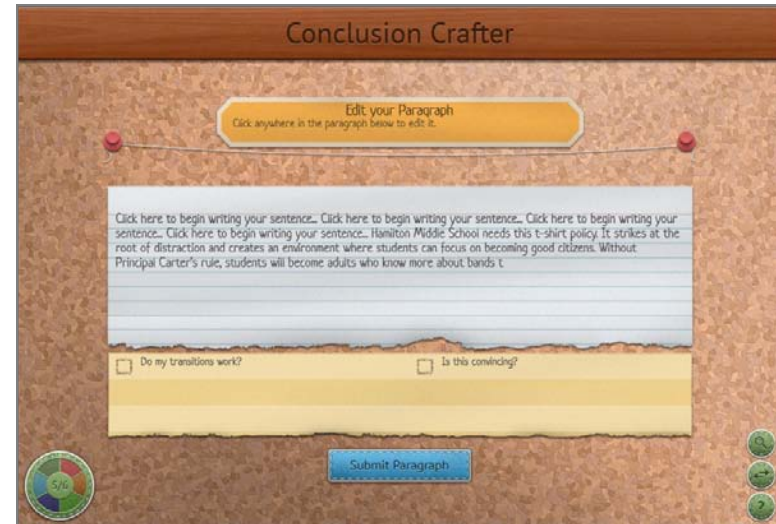 Conclusion Crafter
Edit your Paragraph
Click anywhere in the paragraph below to edit it.
Click here to begin writing your sentence... Click here to begin writing your sentence... Click here to begin writing your
sentence... Click here to begin writing your sentence... Hamilton Middle School needs this t-shirt policy. It strikes at the
root of distraction and creates an environment where students can focus on becoming good citizens. Without
Principal Carter's rule, students will become adults who know more about bands t
Do my transitions work?
Is this convincing?
Submit Paragraph
5/6
?